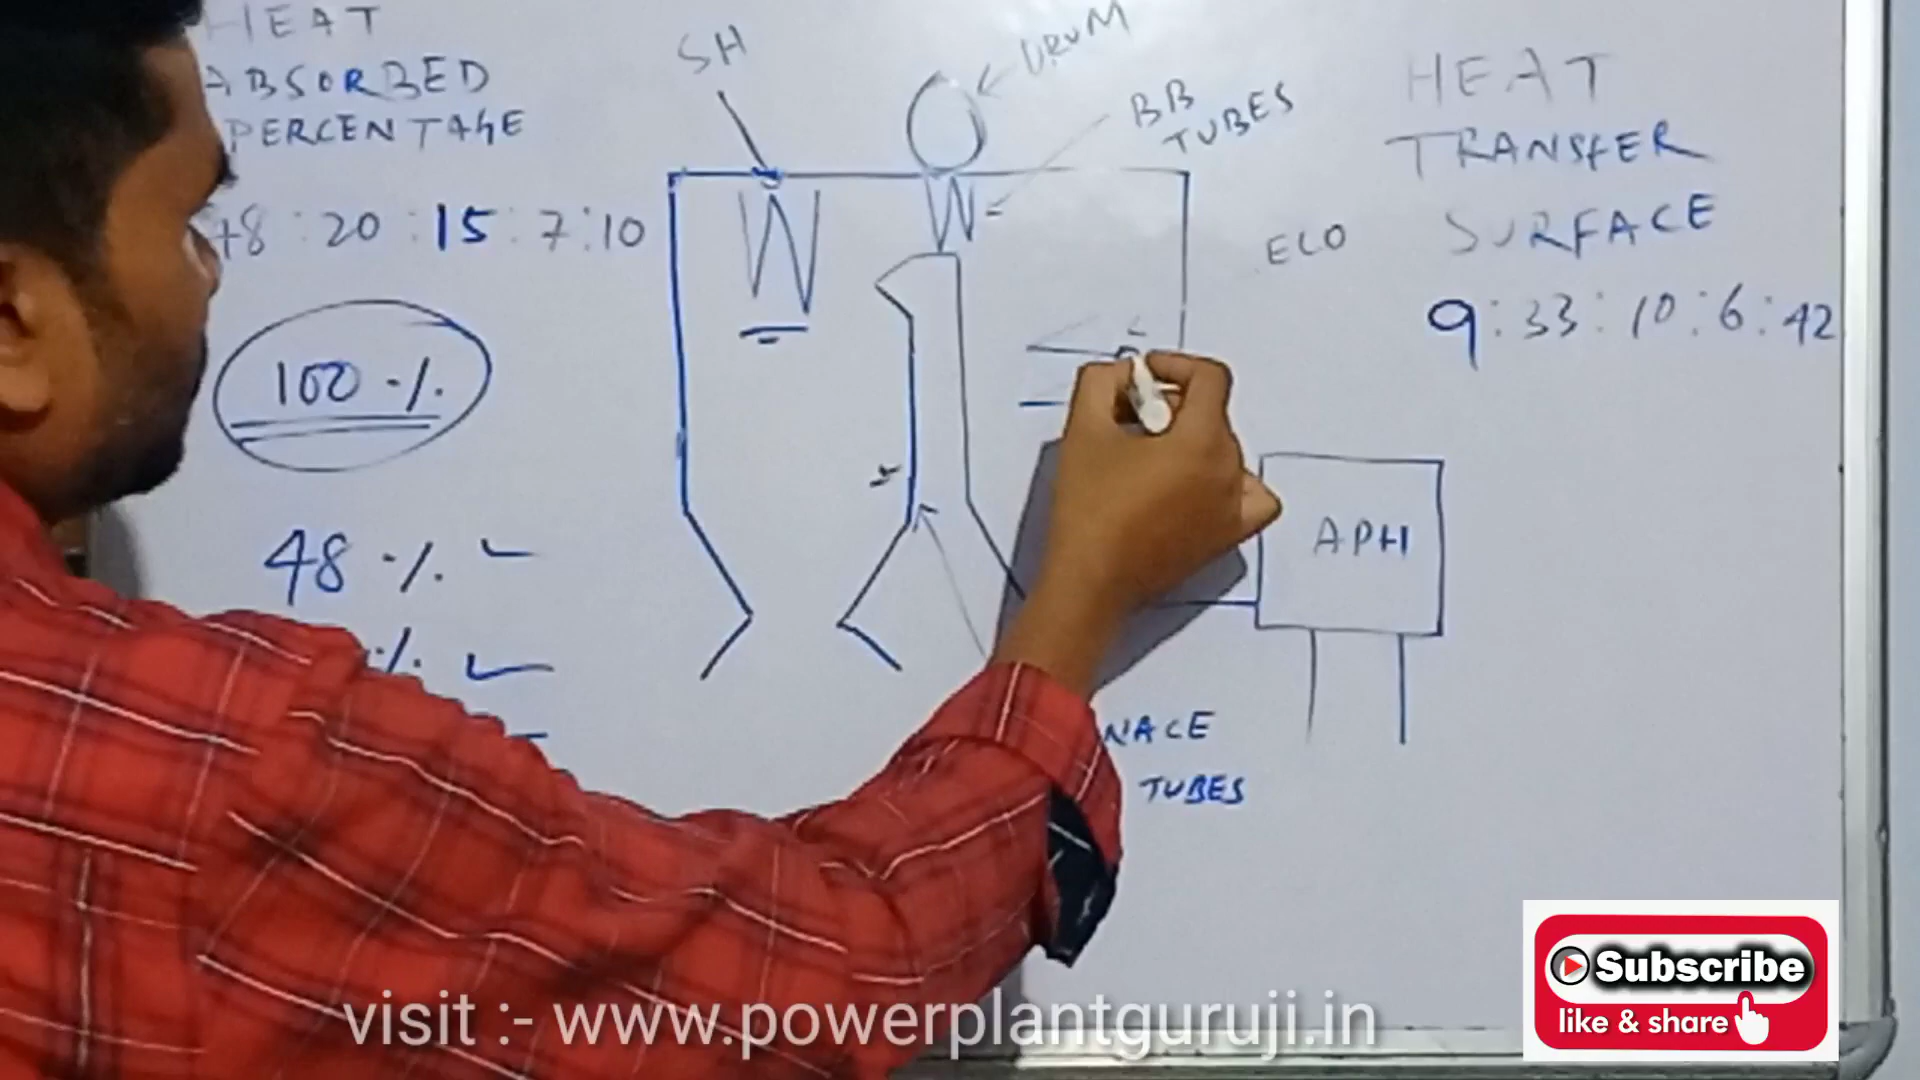 HEAT
ABSORBED
PERCENTAGE
48 : 20 : 15 : 7 : 10
100 %
48 % ✓
% ✓
SH
DRUM
BB
TUBES
ECO
APH
NACE
TUBES
HEAT
TRANSFER
SURFACE
9 : 33 : 10 : 6 : 42
Subscribe
like & share
visit :- www.powerplantguruji.in